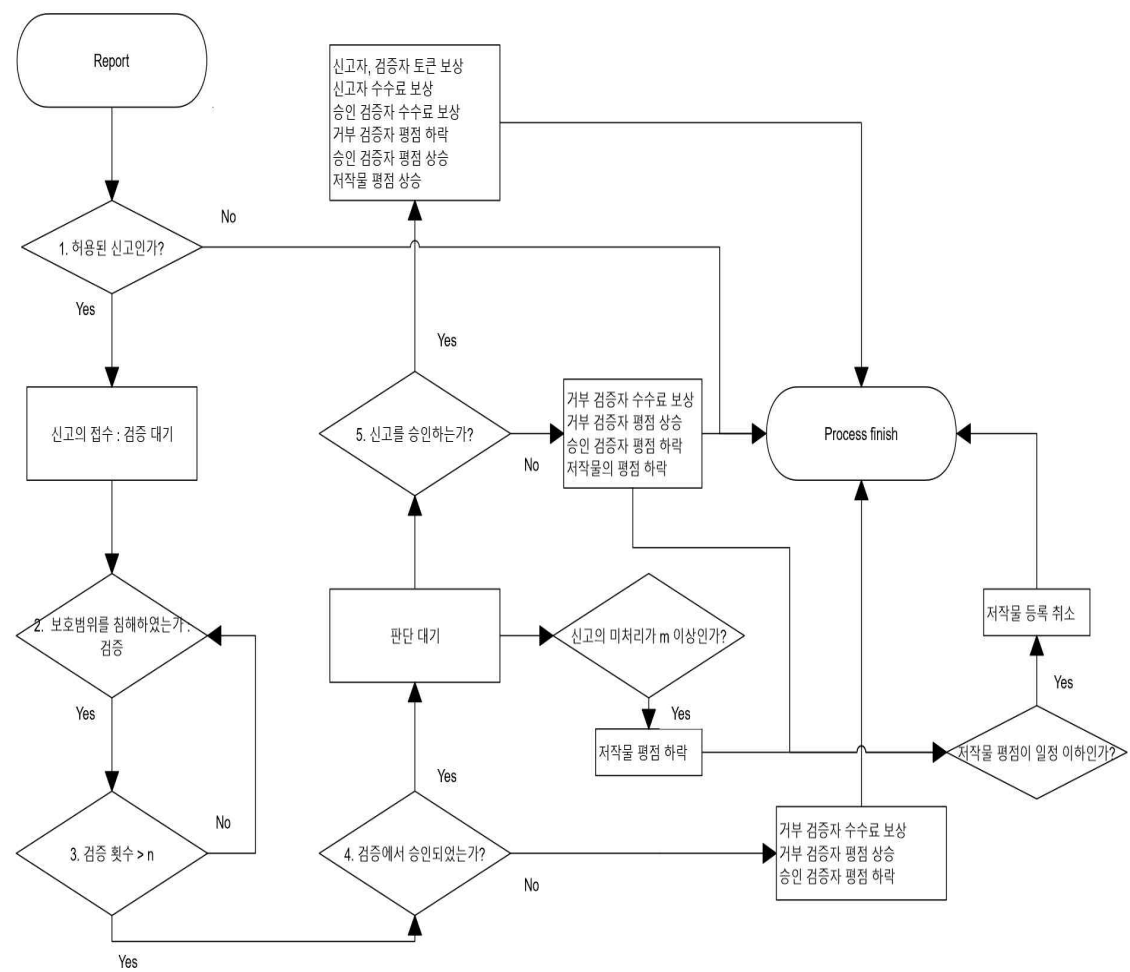 Report
신고자, 검증자 토큰 보상
신고자 수수료 보상
승인 검증자 수수료 보상
거부 검증자 평점 하락
승인 검증자 평점 상승
저작물 평점 상승
No
1. 허용된 신고인가?
Yes
Yes
신고의 접수 : 검증 대기
5. 신고를 승인하는가?
No
거부 검증자 수수료 보상
거부 검증자 평점 상승
승인 검증자 평점 하락
저작물의 평점 하락
Process finish
2. 보호범위를 침해하였는가 :
검증
판단 대기
신고의 미처리가 m 이상인가?
저작물 등록 취소
Yes
Yes
Yes
저작물 평점 하락
저작물 평점이 일정 이하인가?
Yes
No
3. 검증 횟수 > n
4. 검증에서 승인되었는가?
No
거부 검증자 수수료 보상
거부 검증자 평점 상승
승인 검증자 평점 하락
Yes